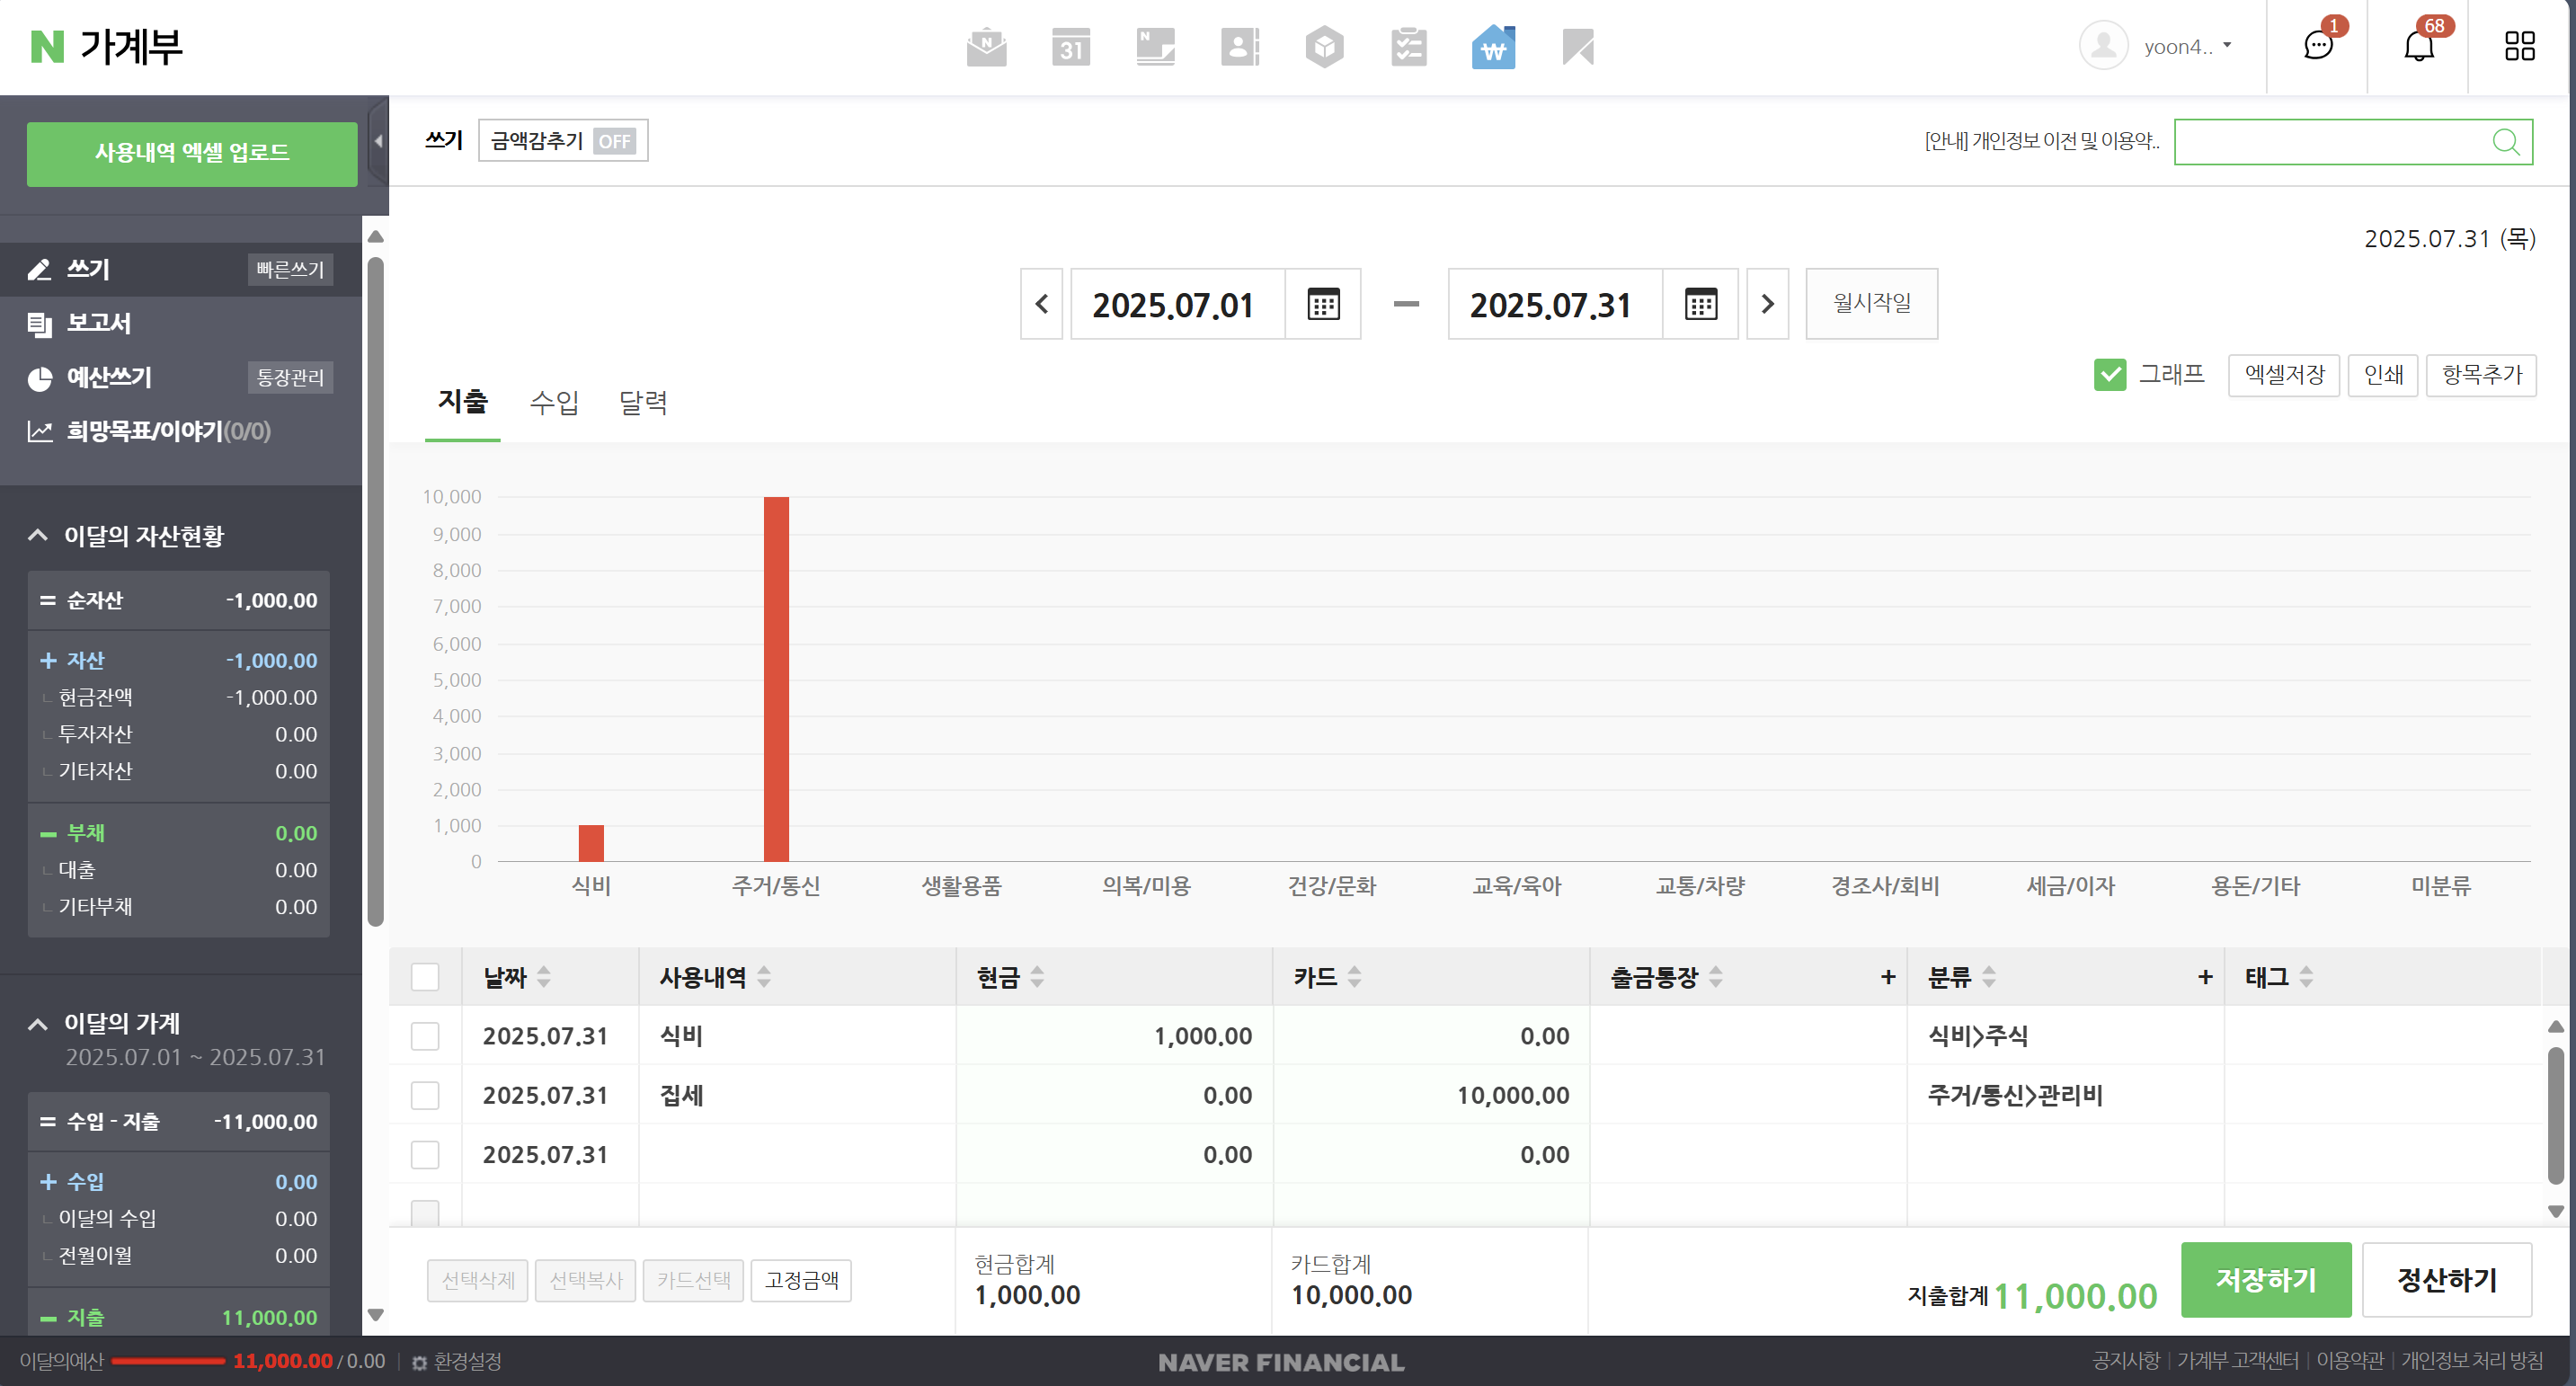 N 가계부
N
31
N
₩
yoon4..
1
68
사용내역 엑셀 업로드
쓰기
금액감추기 OFF
[안내] 개인정보 이전 및 이용약..
쓰기 빠른쓰기
보고서
예산쓰기 통장관리
희망목표/이야기(0/0)
이달의 자산현황
= 순자산 -1,000.00
+ 자산 -1,000.00
ㄴ 현금잔액 -1,000.00
ㄴ 투자자산 0.00
ㄴ 기타자산 0.00
- 부채 0.00
ㄴ 대출 0.00
ㄴ 기타부채 0.00
이달의 가계
2025.07.01 ~ 2025.07.31
= 수입 - 지출 -11,000.00
+ 수입 0.00
ㄴ 이달의 수입 0.00
ㄴ 전월이월 0.00
- 지출 11,000.00
2025.07.31 (목)
2025.07.01 - 2025.07.31 월시작일
그래프 엑셀저장 인쇄 항목추가
지출 수입 달력
10,000
9,000
8,000
7,000
6,000
5,000
4,000
3,000
2,000
1,000
0
식비 주거/통신 생활용품 의복/미용 건강/문화 교육/육아 교통/차량 경조사/회비 세금/이자 용돈/기타 미분류
날짜 사용내역 현금 카드 출금통장 + 분류 + 태그
2025.07.31 식비 1,000.00 0.00 식비>주식
2025.07.31 집세 0.00 10,000.00 주거/통신>관리비
2025.07.31 0.00 0.00
선택삭제 선택복사 카드선택 고정금액
현금합계
1,000.00
카드합계
10,000.00
지출합계 11,000.00
저장하기
정산하기
이달의예산 11,000.00 / 0.00 | 환경설정
NAVER FINANCIAL
공지사항 | 가계부 고객센터 | 이용약관 | 개인정보 처리 방침